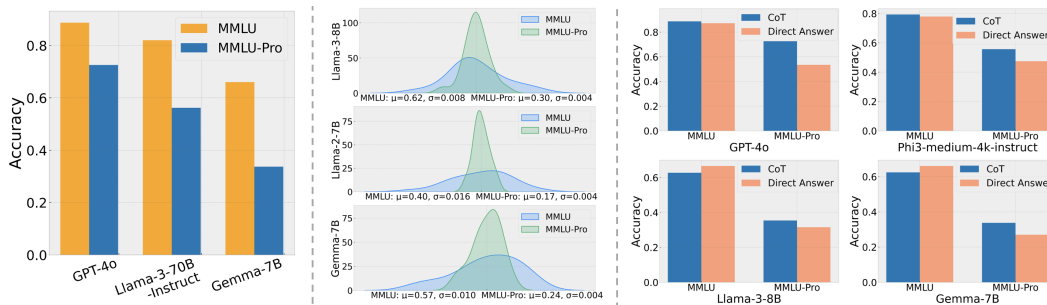 Accuracy
0.8
0.6
0.4
0.2
0.0
MMLU
MMLU-Pro
GPT-4o
Llama-3-70B
-Instruct
Gemma-7B
Llama-3-8B
100
50
0
MMLU
MMLU-Pro
MMLU: μ=0.62, σ=0.008 MMLU-Pro: μ=0.30, σ=0.004
Llama-2-7B
75
50
25
0
MMLU
MMLU-Pro
MMLU: μ=0.40, σ=0.016 MMLU-Pro: μ=0.17, σ=0.004
Gemma-7B
75
50
25
0
MMLU
MMLU-Pro
MMLU: μ=0.57, σ=0.010 MMLU-Pro: μ=0.24, σ=0.004
Accuracy
0.8
0.6
0.4
0.2
0.0
CoT
Direct Answer
MMLU
MMLU-Pro
GPT-4o
Accuracy
0.8
0.6
0.4
0.2
0.0
CoT
Direct Answer
MMLU
MMLU-Pro
Phi3-medium-4k-instruct
Accuracy
0.6
0.4
0.2
0.0
CoT
Direct Answer
MMLU
MMLU-Pro
Llama-3-8B
Accuracy
0.6
0.4
0.2
0.0
CoT
Direct Answer
MMLU
MMLU-Pro
Gemma-7B